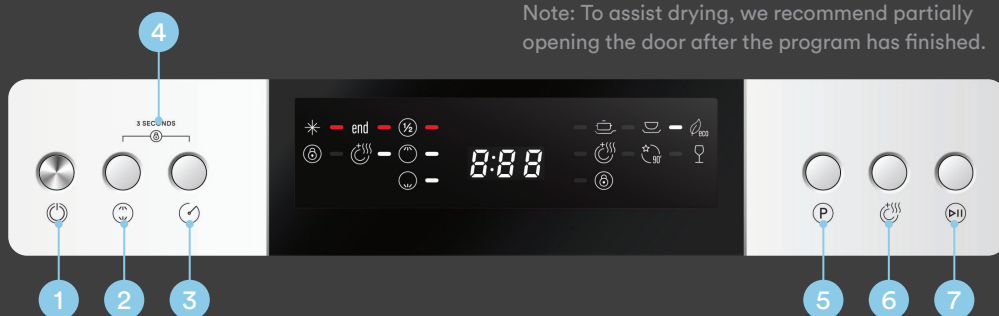 Note: To assist drying, we recommend partially
opening the door after the program has finished.
4
3 SECONDS
end
½
8:88
eco
90'
P
1
2
3
5
6
7